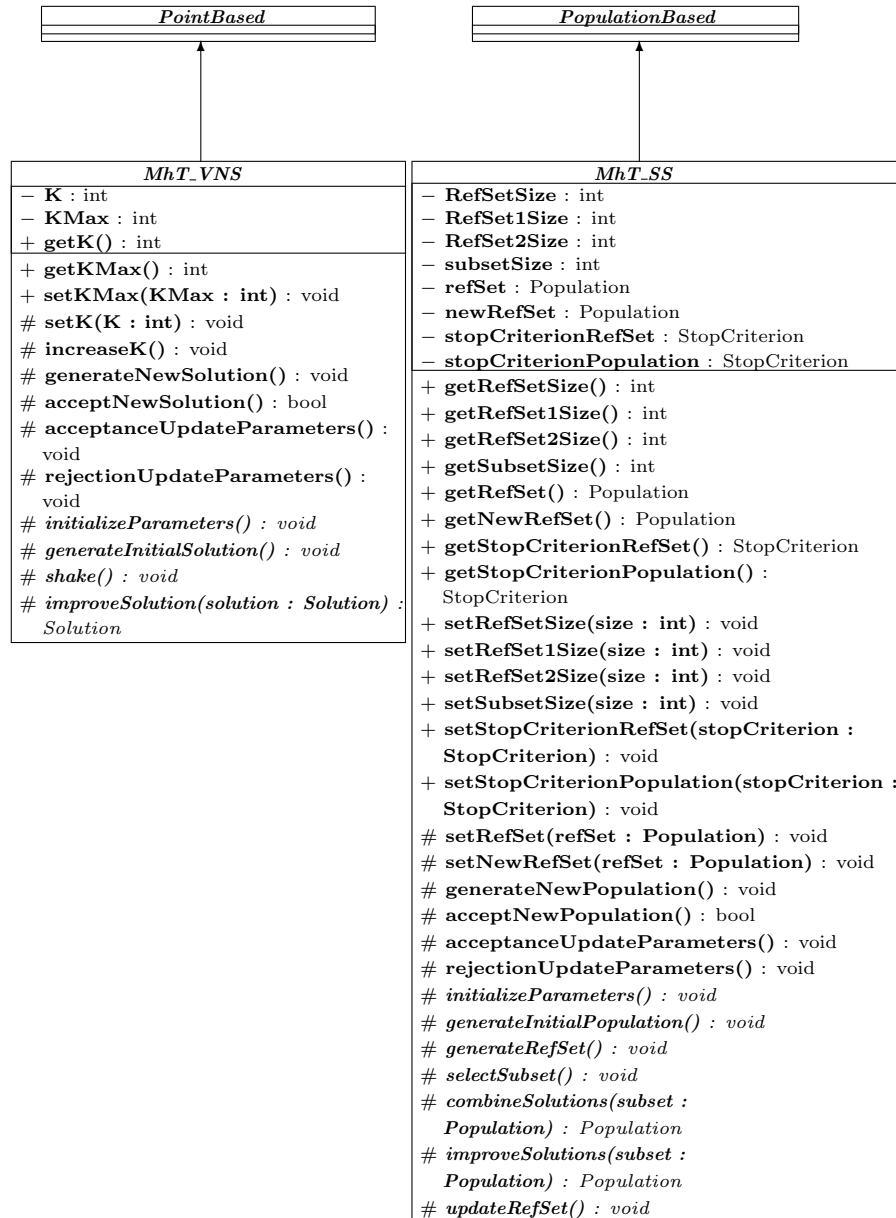 PointBased
PopulationBased
MhT_VNS
− K : int
− KMax : int
+ getK() : int
+ getKMax() : int
+ setKMax(KMax : int) : void
# setK(K : int) : void
# increaseK() : void
# generateNewSolution() : void
# acceptNewSolution() : bool
# acceptanceUpdateParameters() :
void
# rejectionUpdateParameters() :
void
# initializeParameters() : void
# generateInitialSolution() : void
# shake() : void
# improveSolution(solution : Solution) :
Solution
MhT_SS
− RefSetSize : int
− RefSet1Size : int
− RefSet2Size : int
− subsetSize : int
− refSet : Population
− newRefSet : Population
− stopCriterionRefSet : StopCriterion
− stopCriterionPopulation : StopCriterion
+ getRefSetSize() : int
+ getRefSet1Size() : int
+ getRefSet2Size() : int
+ getSubsetSize() : int
+ getRefSet() : Population
+ getNewRefSet() : Population
+ getStopCriterionRefSet() : StopCriterion
+ getStopCriterionPopulation() :
StopCriterion
+ setRefSetSize(size : int) : void
+ setRefSet1Size(size : int) : void
+ setRefSet2Size(size : int) : void
+ setSubsetSize(size : int) : void
+ setStopCriterionRefSet(stopCriterion :
StopCriterion) : void
+ setStopCriterionPopulation(stopCriterion :
StopCriterion) : void
# setRefSet(refSet : Population) : void
# setNewRefSet(refSet : Population) : void
# generateNewPopulation() : void
# acceptNewPopulation() : bool
# acceptanceUpdateParameters() : void
# rejectionUpdateParameters() : void
# initializeParameters() : void
# generateInitialPopulation() : void
# generateRefSet() : void
# selectSubset() : void
# combineSolutions(subset :
Population) : Population
# improveSolutions(subset :
Population) : Population
# updateRefSet() : void